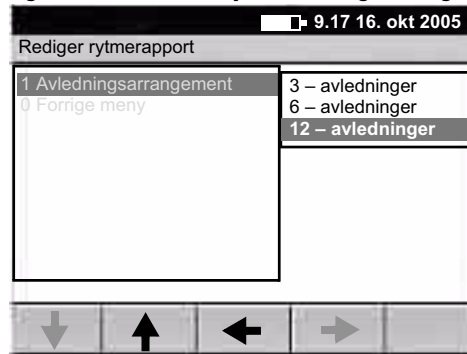 9.17 16. okt 2005
Rediger rytmerapport
1 Avledningsarrangement
0 Forrige meny
3 – avledninger
6 – avledninger
12 – avledninger